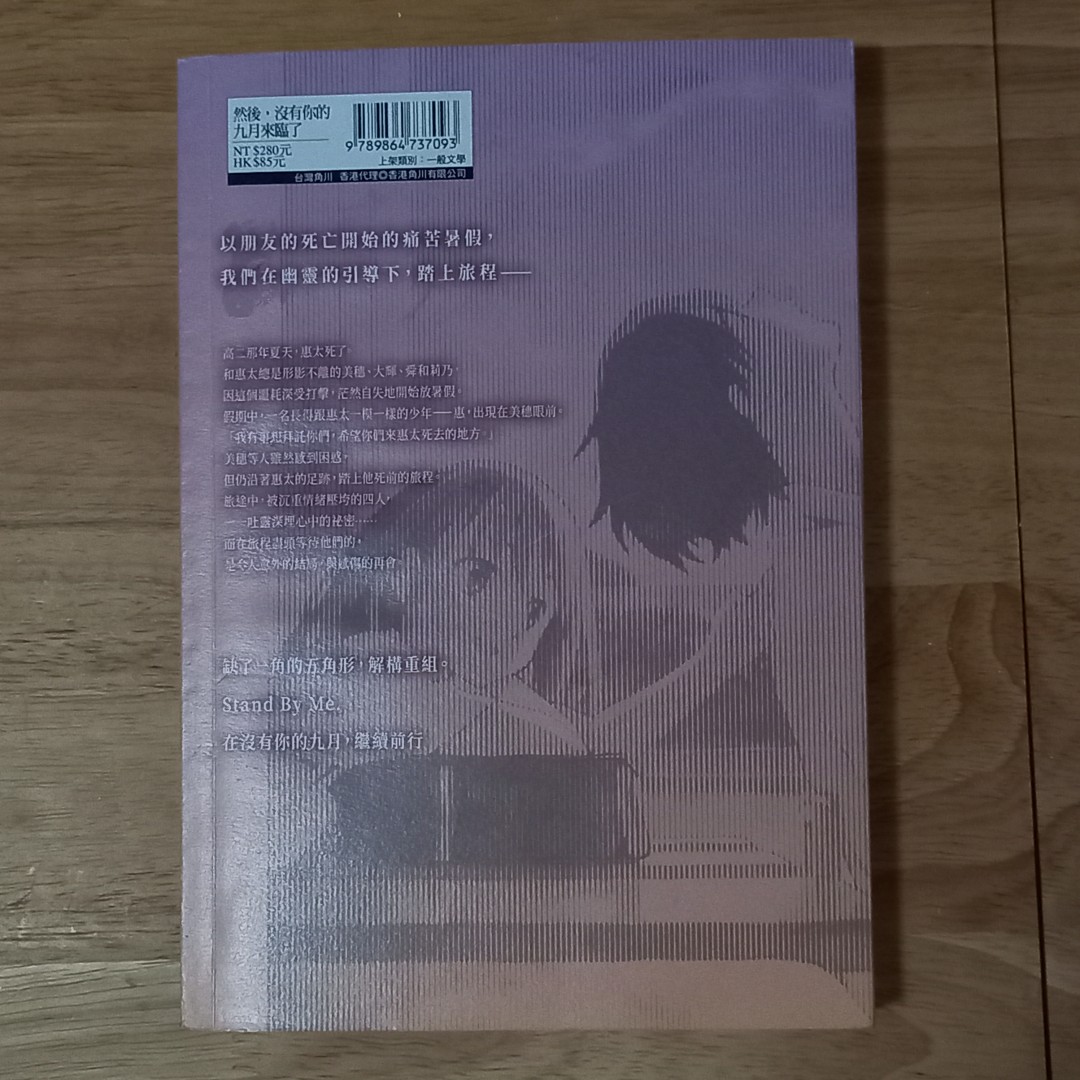 然後，沒有你的
九月來臨了
NT $280元
HK $85元
9 789864 737093
上架類別：一般文學
台灣角川 香港代理◎香港角川有限公司
以朋友的死亡開始的痛苦暑假，
我們在幽靈的引導下，踏上旅程——
高二那年夏天，惠太死了。
和惠太總是形影不離的美穗、大輝、舜和莉乃，
因這個噩耗深受打擊，茫然自失地開始放暑假。
假期中，一名長得跟惠太一模一樣的少年——惠，出現在美穗眼前。
「我有事想拜託你們，希望你們來惠太死去的地方。」
美穗等人雖然感到困惑，
但仍沿著惠太的足跡，踏上他死前的旅程。
旅途中，被沉重情緒壓垮的四人，
一一吐露深埋心中的祕密……
而在旅程盡頭等待他們的，
是令人意外的結局，與感傷的再會
缺了一角的五角形，解構重組。
Stand By Me.
在沒有你的九月，繼續前行